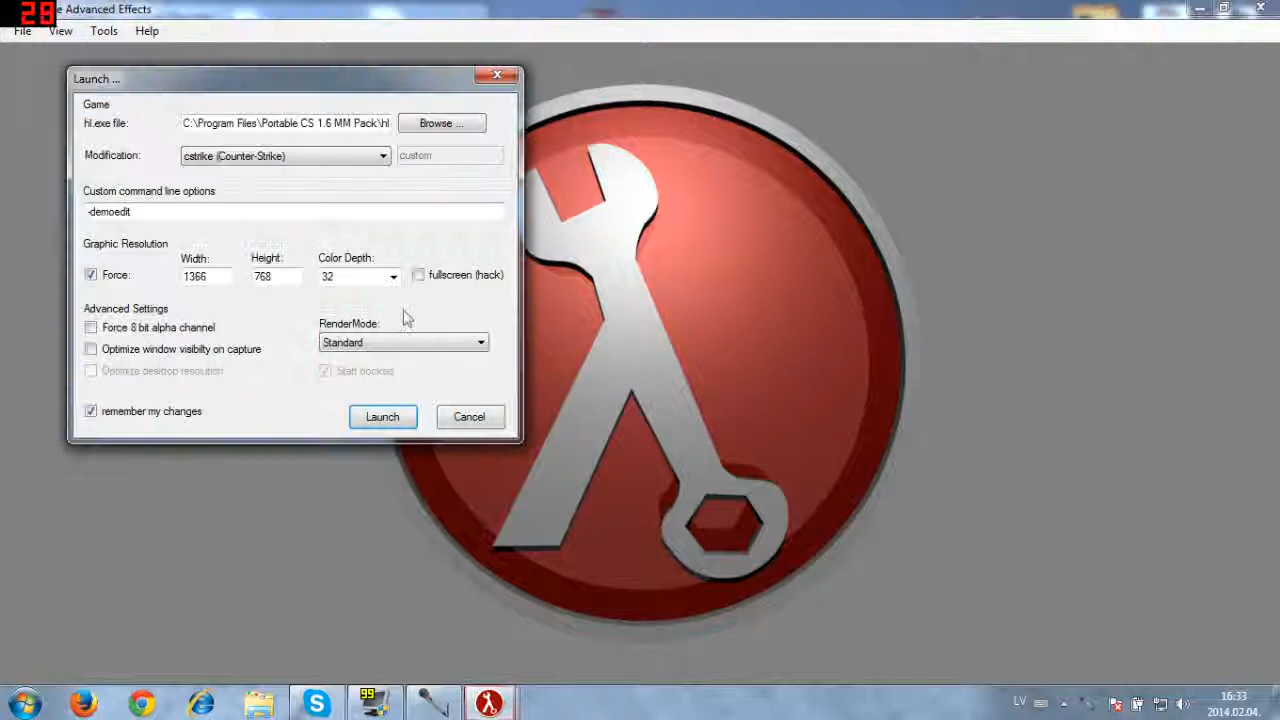 28
e Advanced Effects
File View Tools Help
Launch ...
Game
hl.exe file: C:\Program Files\Portable CS 1.6 MM Pack\hl Browse ...
Modification: cstrike (Counter-Strike) custom
Custom command line options
-demoedit
Graphic Resolution
Width: Height: Color Depth:
Force: 1366 768 32 fullscreen (hack)
Advanced Settings
Force 8 bit alpha channel RenderMode:
Optimize window visibilty on capture Standard
Optimize desktop resolution Start docked
remember my changes Launch Cancel
99
LV 16:33
2014.02.04.